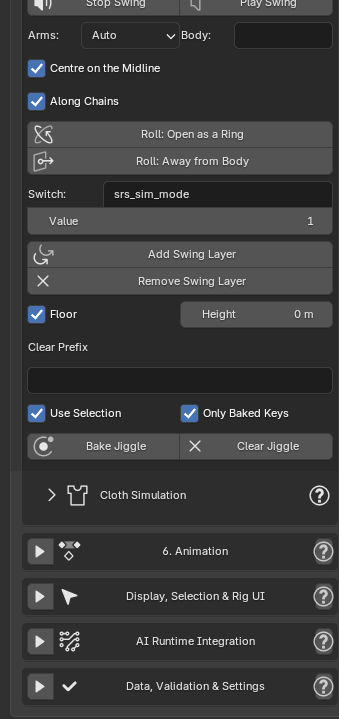 Stop Swing Play Swing
Arms: Auto Body:
Centre on the Midline
Along Chains
Roll: Open as a Ring
Roll: Away from Body
Switch: srs_sim_mode
Value 1
Add Swing Layer
Remove Swing Layer
Floor Height 0 m
Clear Prefix
Use Selection Only Baked Keys
Bake Jiggle Clear Jiggle
Cloth Simulation
6. Animation
Display, Selection & Rig UI
AI Runtime Integration
Data, Validation & Settings